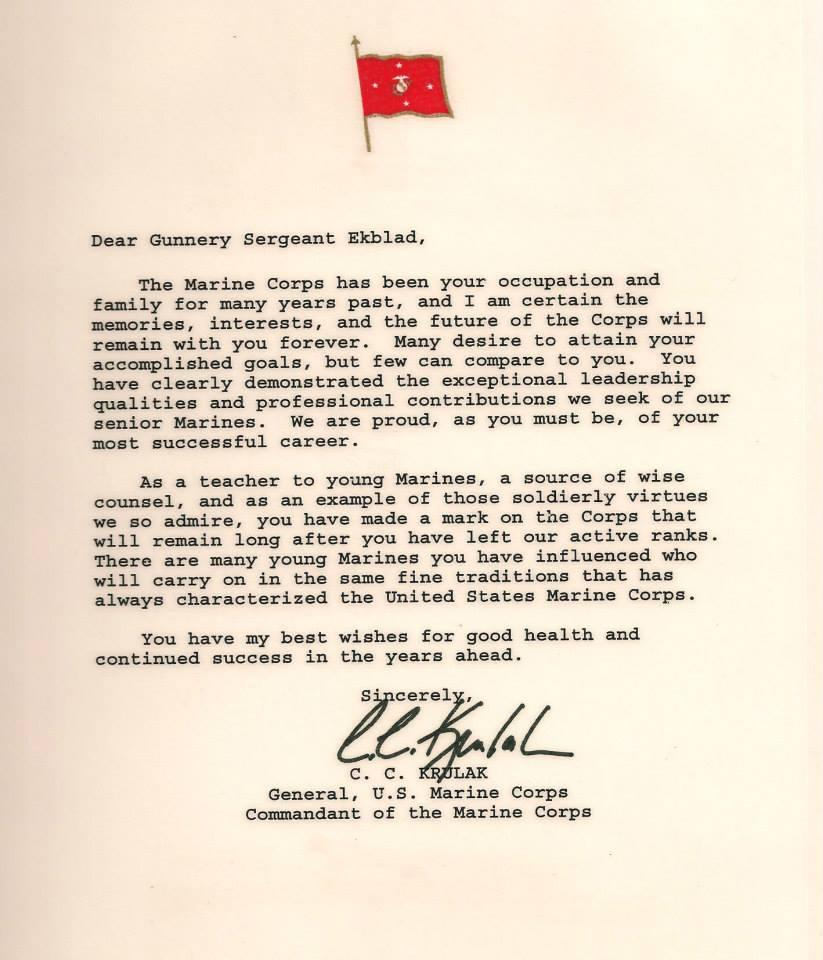 Dear Gunnery Sergeant Ekblad,
The Marine Corps has been your occupation and
family for many years past, and I am certain the
memories, interests, and the future of the Corps will
remain with you forever.  Many desire to attain your
accomplished goals, but few can compare to you.  You
have clearly demonstrated the exceptional leadership
qualities and professional contributions we seek of our
senior Marines.  We are proud, as you must be, of your
most successful career.
As a teacher to young Marines, a source of wise
counsel, and as an example of those soldierly virtues
we so admire, you have made a mark on the Corps that
will remain long after you have left our active ranks.
There are many young Marines you have influenced who
will carry on in the same fine traditions that has
always characterized the United States Marine Corps.
You have my best wishes for good health and
continued success in the years ahead.
Sincerely,
C. C. Krulak
C. C. KRULAK
General, U.S. Marine Corps
Commandant of the Marine Corps